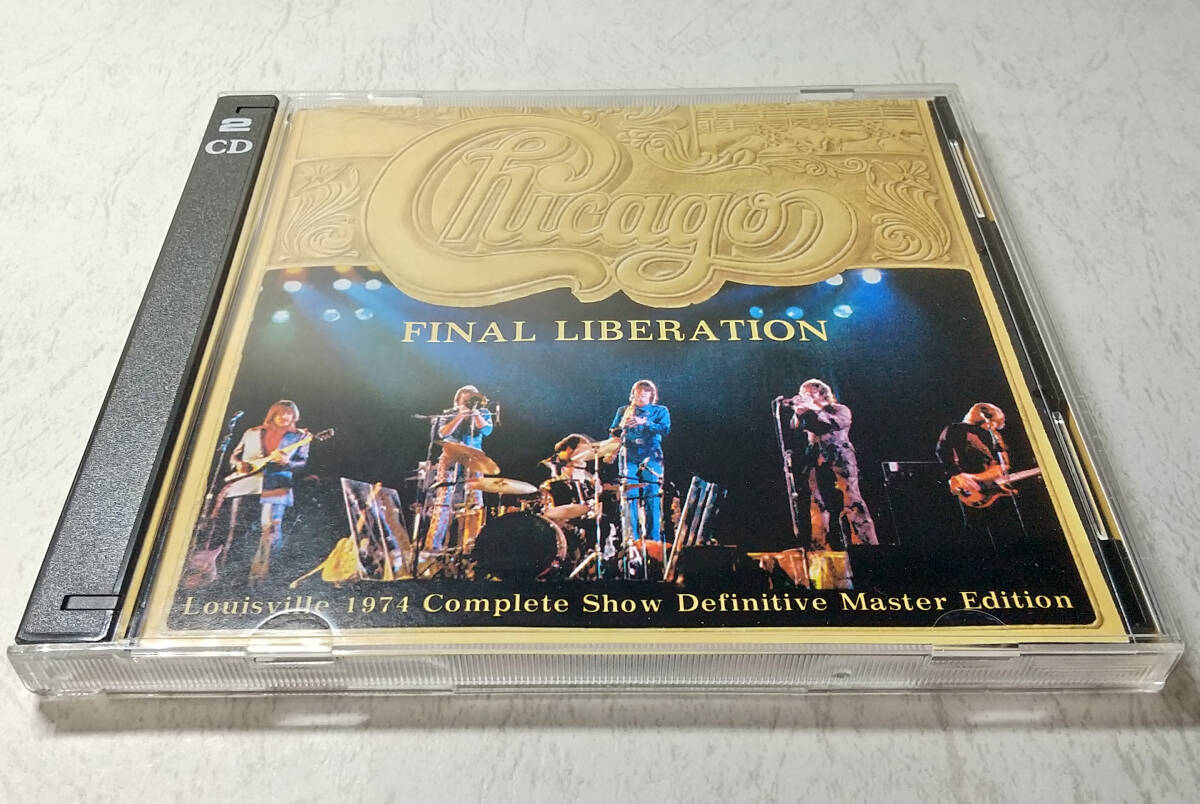 2
CD
Chicago
FINAL LIBERATION
Louisville 1974 Complete Show Definitive Master Edition